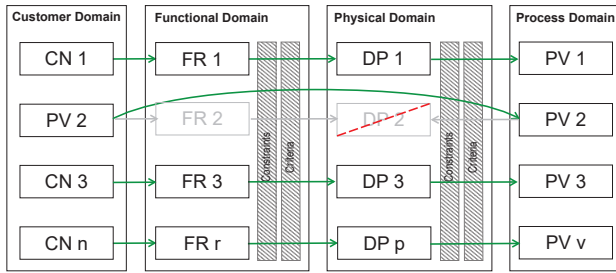 Customer Domain Functional Domain Physical Domain Process Domain
CN 1 FR 1 DP 1 PV 1
PV 2 FR 2 DP 2 PV 2
Constraints Criteria Constraints Criteria
CN 3 FR 3 DP 3 PV 3
CN n FR r DP p PV v